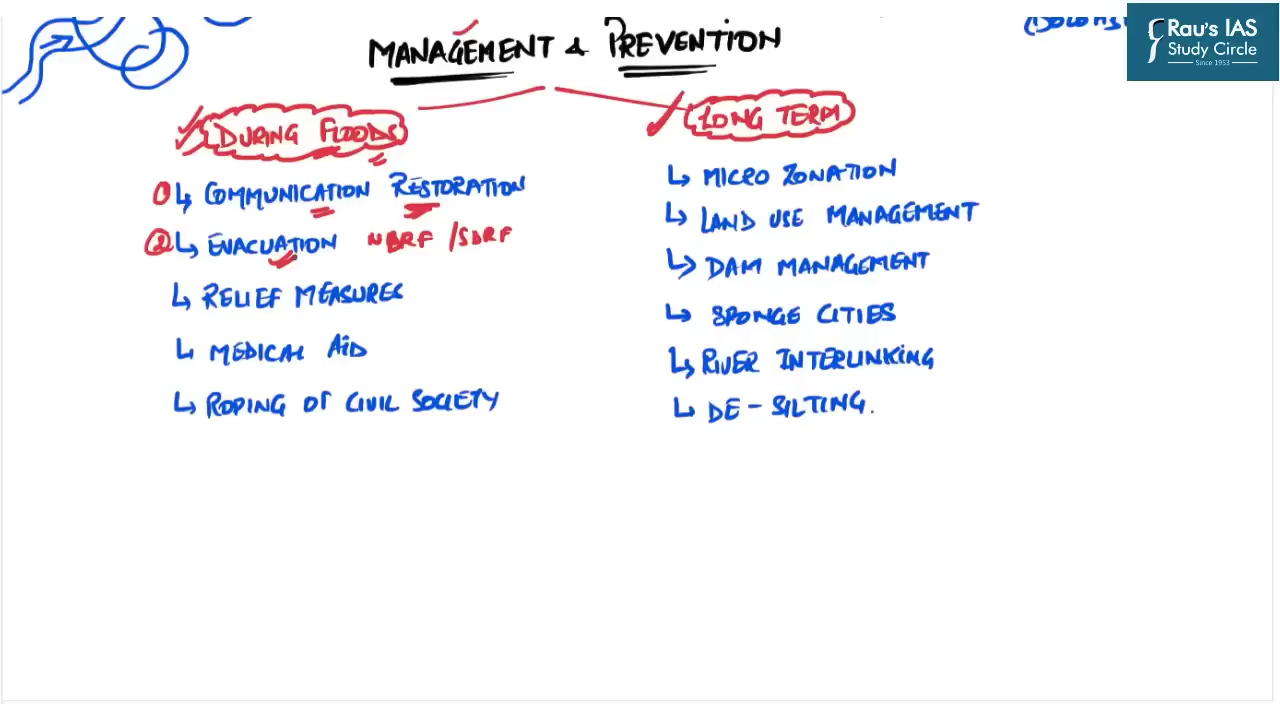 MANAGEMENT & PREVENTION
Rau's IAS
Study Circle
Since 1953
DURING FLOODS
① ↳ COMMUNICATION RESTORATION
② ↳ EVACUATION NDRF /SDRF
↳ RELIEF MEASURES
↳ MEDICAL AID
↳ ROPING OF CIVIL SOCIETY
LONG TERM
↳ MICRO ZONATION
↳ LAND USE MANAGEMENT
↳ DAM MANAGEMENT
↳ SPONGE CITIES
↳ RIVER INTERLINKING
↳ DE - SILTING.